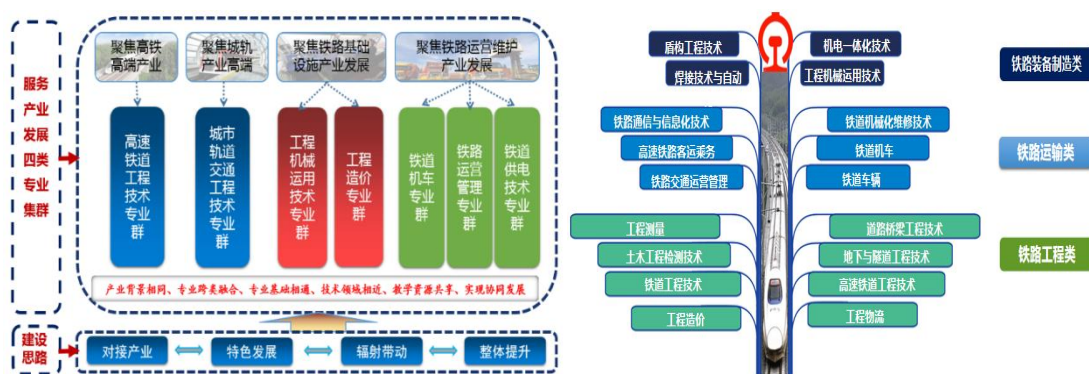 服务产业发展四类专业集群
聚焦高铁
高端产业
聚焦城轨
产业高端
聚焦铁路基础
设施产业发展
聚焦铁路运营维护
产业发展
高速铁道工程技术专业群
城市轨道交通工程技术专业群
工程机械运用技术专业群
工程造价专业群
铁道机车专业群
铁路运营管理专业群
铁道供电技术专业群
产业背景相同、专业跨类融合、专业基础相通、技术领域相近、教学资源共享、实现协同发展
建设
思路
对接产业
特色发展
辐射带动
整体提升
盾构工程技术
机电一体化技术
焊接技术与自动
工程机械运用技术
铁路通信与信息化技术
铁道机械化维修技术
高速铁路客运乘务
铁道机车
铁路交通运营管理
铁道车辆
工程测量
道路桥梁工程技术
土木工程检测技术
地下与隧道工程技术
铁道工程技术
高速铁道工程技术
工程造价
工程物流
铁路装备制造类
铁路运输类
铁路工程类